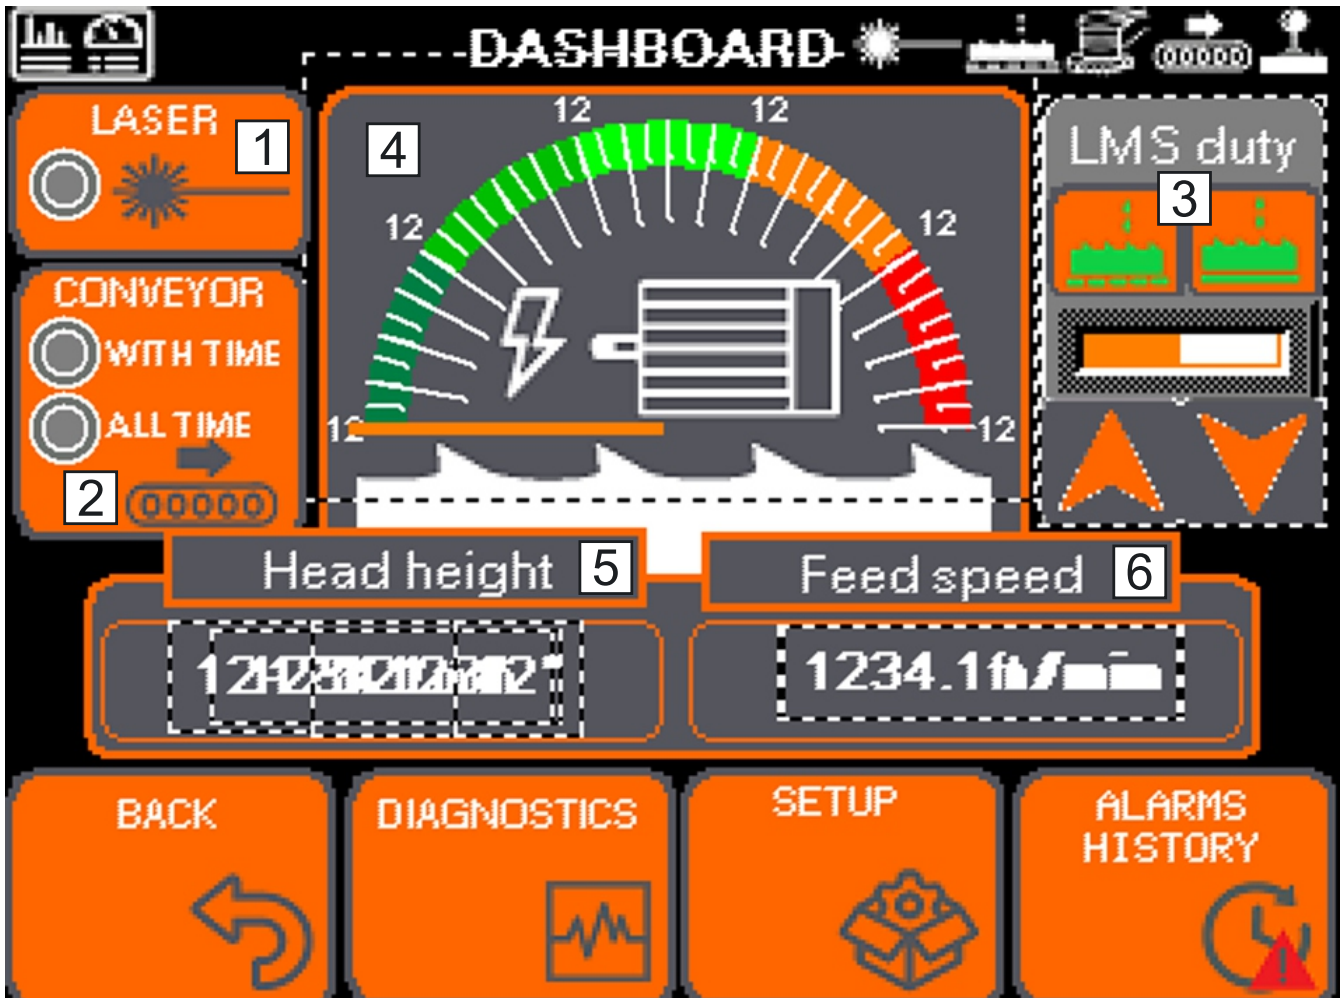 DASHBOARD
LASER
1
CONVEYOR
WITH TIME
ALL TIME
2
4
12
12
12
12
12
12
LMS duty
3
Head height
5
Feed speed
6
1234.1
BACK
DIAGNOSTICS
SETUP
ALARMS
HISTORY